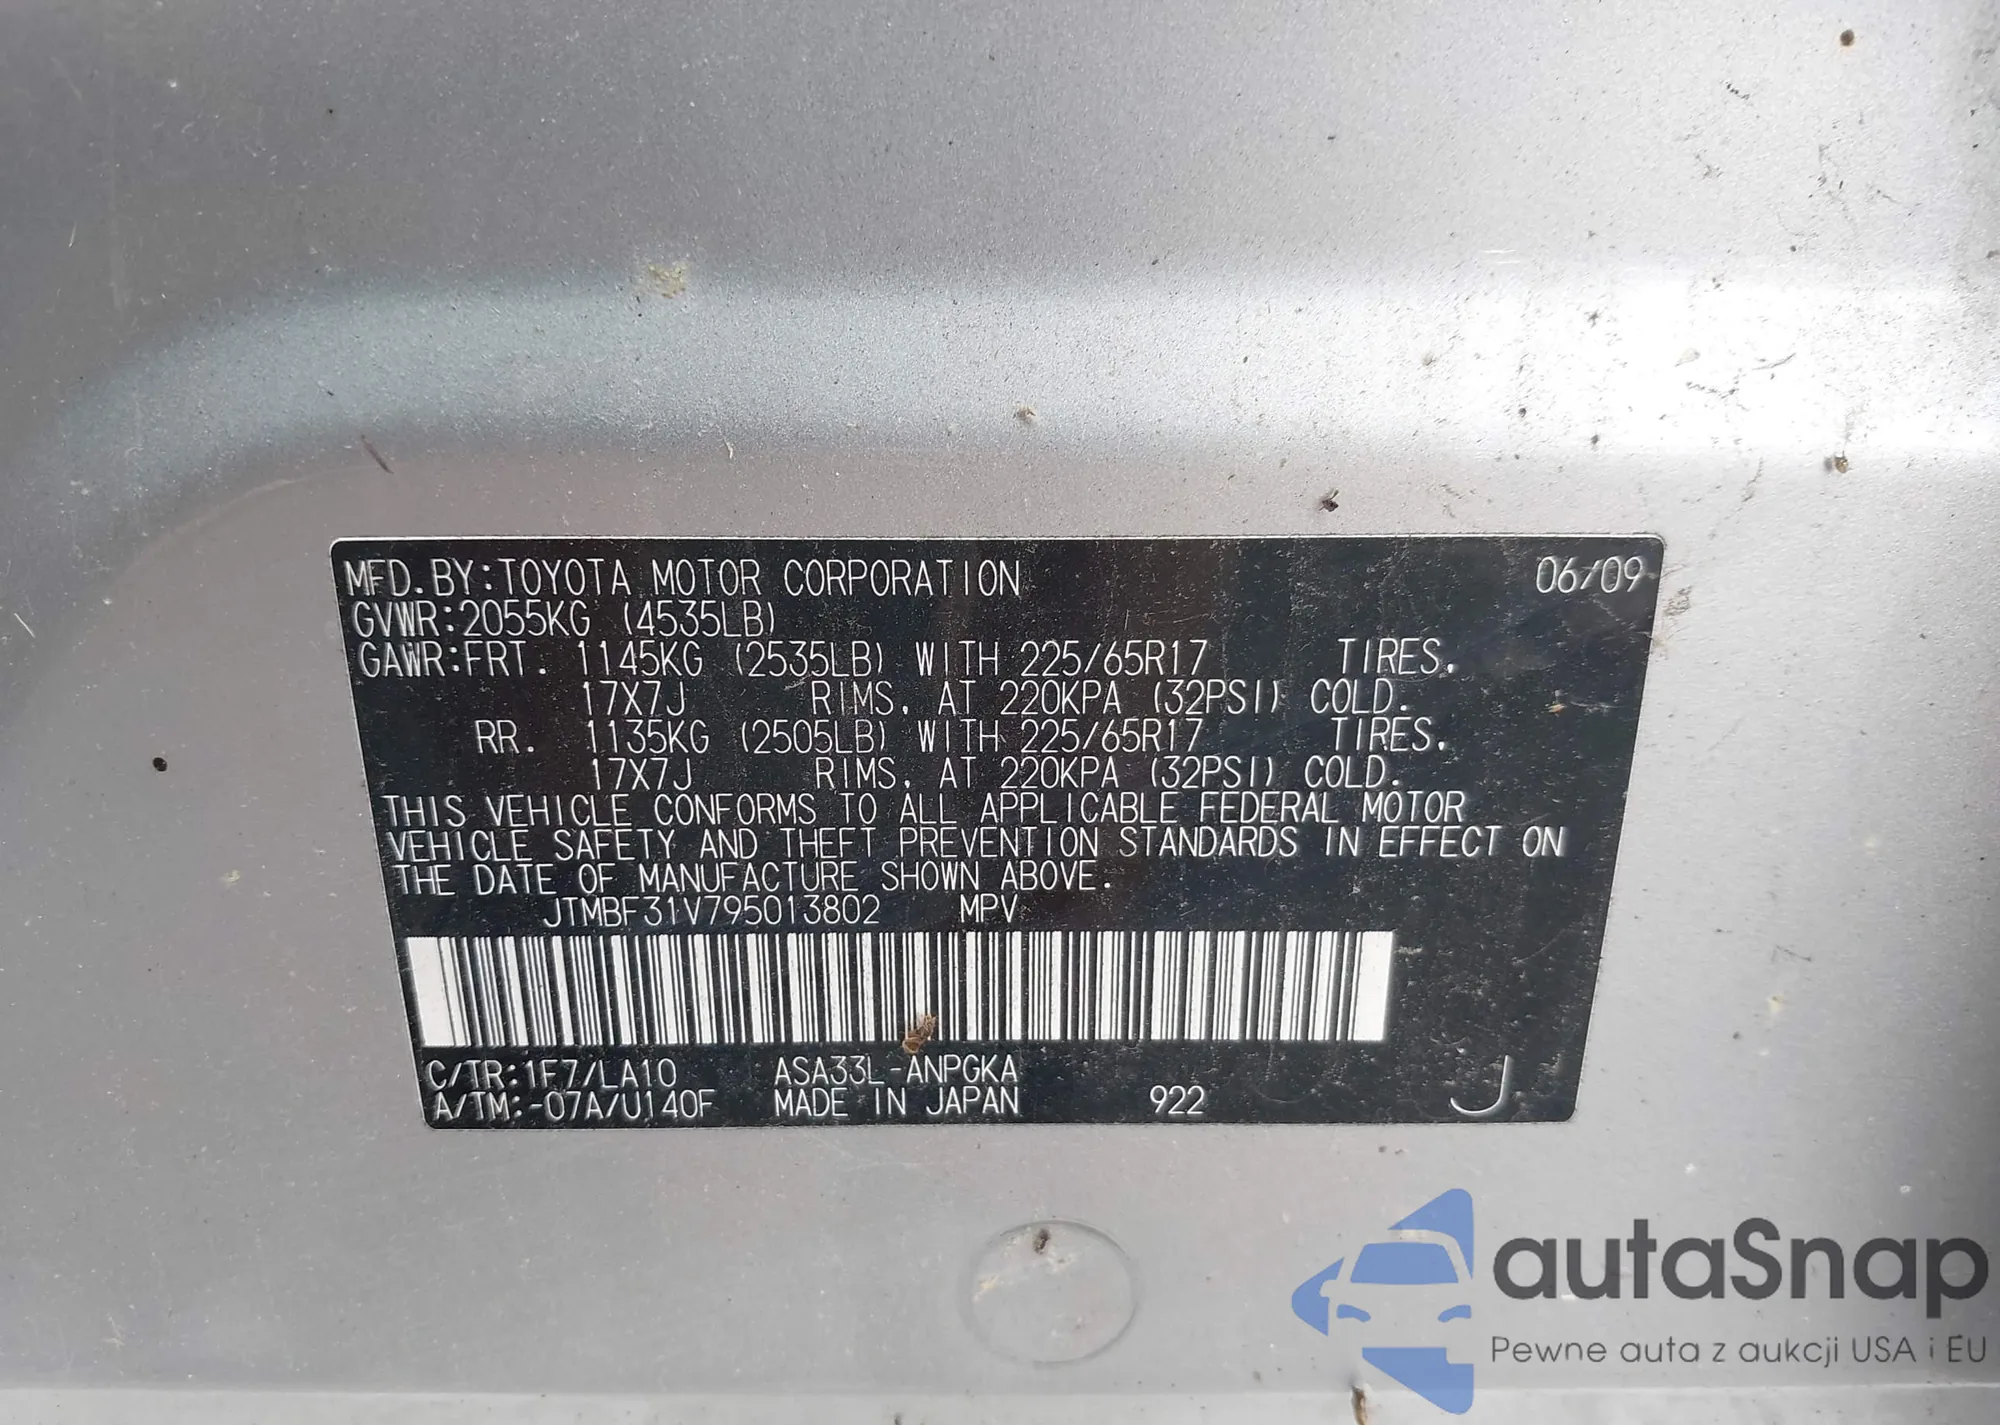 MFD.BY:TOYOTA MOTOR CORPORATION 06/09
GVWR:2055KG (4535LB)
GAWR:FRT. 1145KG (2535LB) WITH 225/65R17 TIRES,
17X7J RIMS, AT 220KPA (32PSI) COLD.
RR. 1135KG (2505LB) WITH 225/65R17 TIRES,
17X7J RIMS, AT 220KPA (32PSI) COLD.
THIS VEHICLE CONFORMS TO ALL APPLICABLE FEDERAL MOTOR
VEHICLE SAFETY AND THEFT PREVENTION STANDARDS IN EFFECT ON
THE DATE OF MANUFACTURE SHOWN ABOVE.
JTMBF31V795013802 MPV
C/TR:1F7/LA10 ASA33L-ANPGKA
A/TM:-07A/U140F MADE IN JAPAN 922 J
autaSnap
Pewne auta z aukcji USA i EU